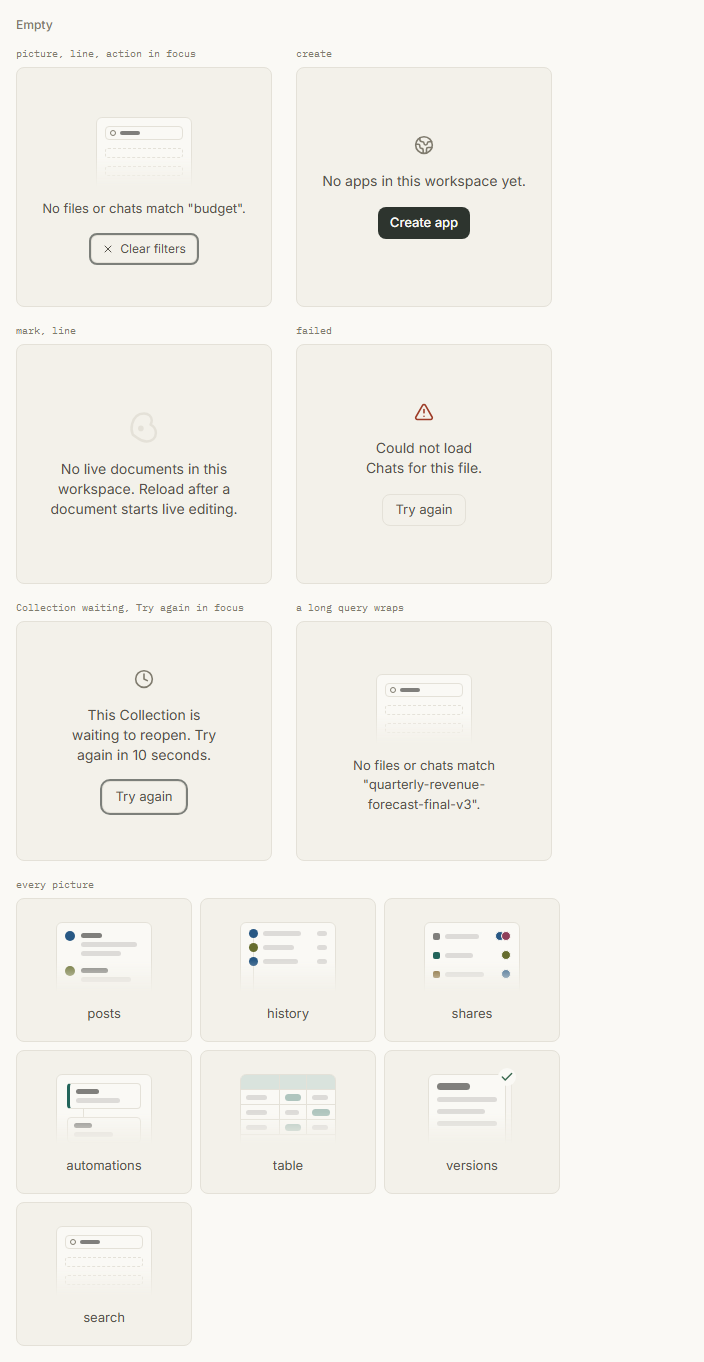 Empty
picture, line, action in focus
create
No files or chats match "budget".
Clear filters
No apps in this workspace yet.
Create app
mark, line
failed
No live documents in this
workspace. Reload after a
document starts live editing.
Could not load
Chats for this file.
Try again
Collection waiting, Try again in focus
a long query wraps
This Collection is
waiting to reopen. Try
again in 10 seconds.
Try again
No files or chats match
"quarterly-revenue-
forecast-final-v3".
every picture
posts
history
shares
automations
table
versions
search